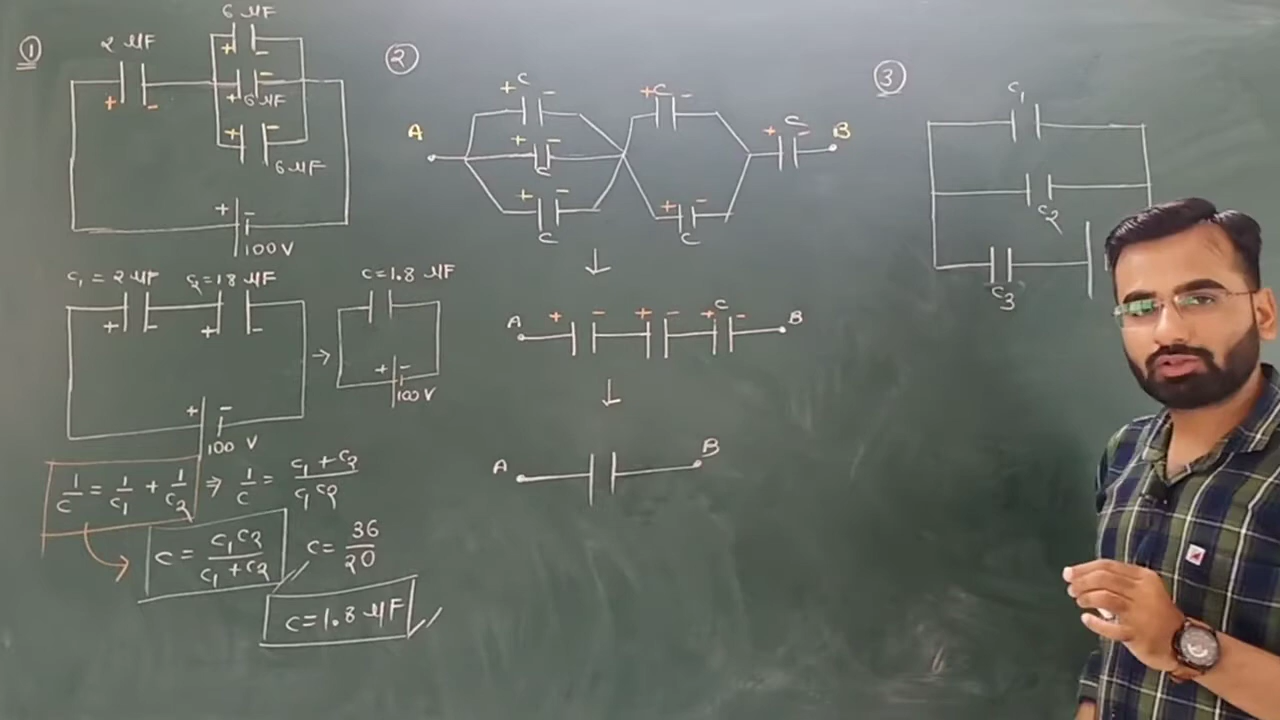 ①
2 µF
6 µF
+ -
+ -
+ -
6 µF
+ -
6 µF
+ -
100 V
C₁ = 2 µF C₂ = 18 µF
+ - + -
+ -
100 V
→
C = 1.8 µF
+ -
100 V
1/C = 1/C₁ + 1/C₂ ⇒ 1/C = C₁ + C₂ / C₁C₂
C = C₁C₂ / C₁ + C₂
C = 36/20
C = 1.8 µF
②
A
+ C -
+ -
C
+ -
C
+ C -
+ -
C
+ C -
B
↓
A + - + - + C - B
↓
A B
③
C₁
C₂
C₃